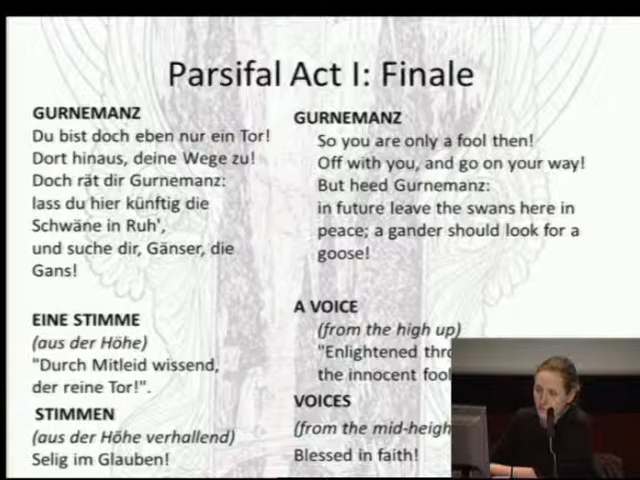 Parsifal Act I: Finale
GURNEMANZ
Du bist doch eben nur ein Tor!
Dort hinaus, deine Wege zu!
Doch rät dir Gurnemanz:
lass du hier künftig die
Schwäne in Ruh',
und suche dir, Gänser, die
Gans!
EINE STIMME
(aus der Höhe)
"Durch Mitleid wissend,
der reine Tor!".
STIMMEN
(aus der Höhe verhallend)
Selig im Glauben!
GURNEMANZ
So you are only a fool then!
Off with you, and go on your way!
But heed Gurnemanz:
in future leave the swans here in
peace; a gander should look for a
goose!
A VOICE
(from the high up)
"Enlightened
the innocent fool
VOICES
(from the
Blessed in faith!